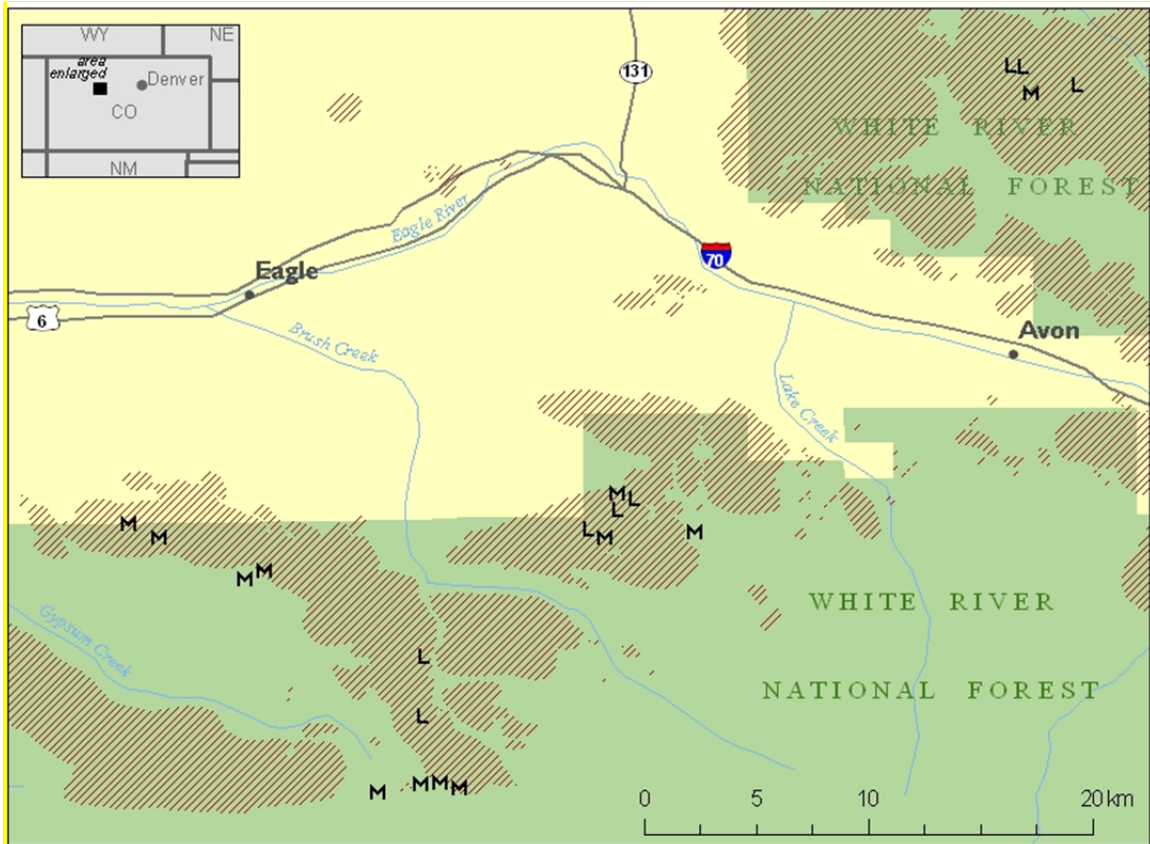 WY
NE
area
enlarged
Denver
CO
NM
131
L L
M
L
WHITE RIVER
NATIONAL FOREST
Eagle River
70
Eagle
6
Brush Creek
Avon
Lake Creek
M
L
L
L
M
M
M
M
M
M
Gypsum Creek
WHITE RIVER
NATIONAL FOREST
L
L
M
M
M
M
0
5
10
20 km